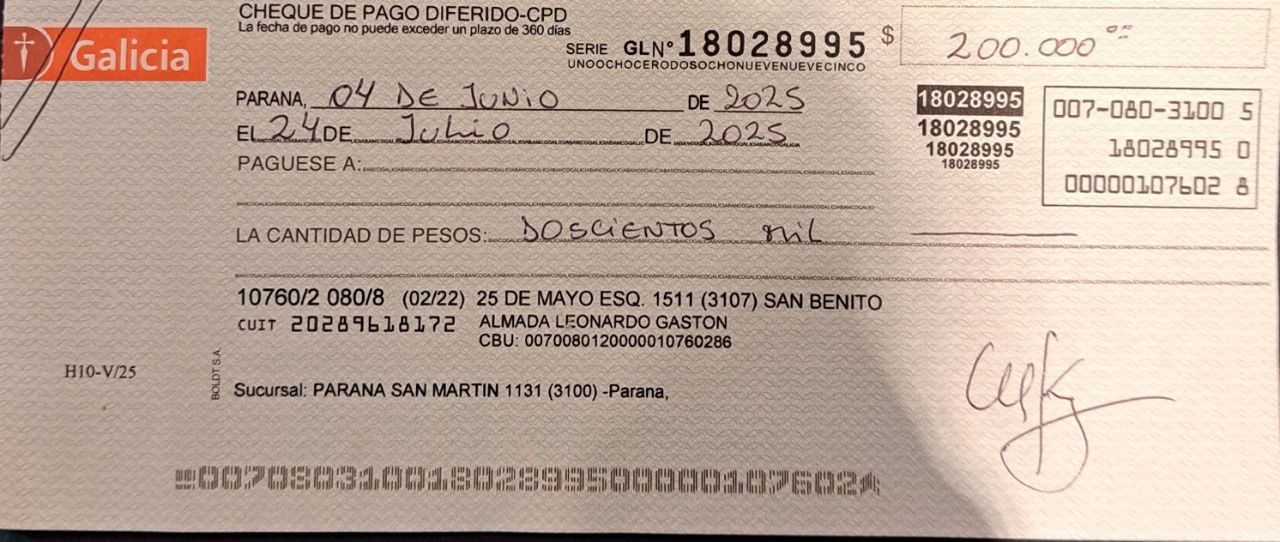 CHEQUE DE PAGO DIFERIDO-CPD
La fecha de pago no puede exceder un plazo de 360 días
Galicia
SERIE GL Nº 18028995 $ 200.000 °°
UNOOCHOCERODOSOCHONUEVENUEVECINCO
PARANA, 04 DE JUNIO DE 2025
EL 24 DE Julio DE 2025
PAGUESE A:
18028995
18028995
18028995
18028995
007-080-3100 5
18028995 0
00000107602 8
LA CANTIDAD DE PESOS: DOSCIENTOS mil
10760/2 080/8 (02/22) 25 DE MAYO ESQ. 1511 (3107) SAN BENITO
CUIT 20289618172 ALMADA LEONARDO GASTON
CBU: 0070080120000010760286
H10-V/25
BOLDT S.A.
Sucursal: PARANA SAN MARTIN 1131 (3100) -Parana,
00708031001802899500000107602